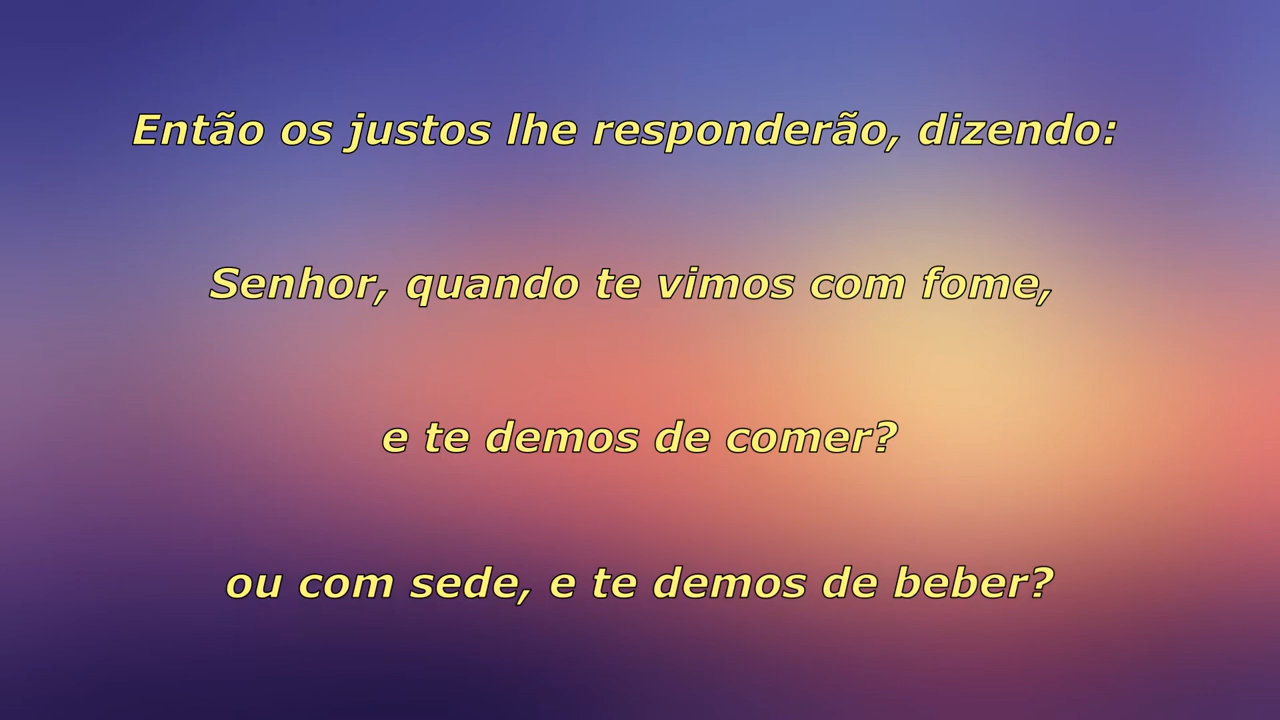 Então os justos lhe responderão, dizendo:
Senhor, quando te vimos com fome,
e te demos de comer?
ou com sede, e te demos de beber?